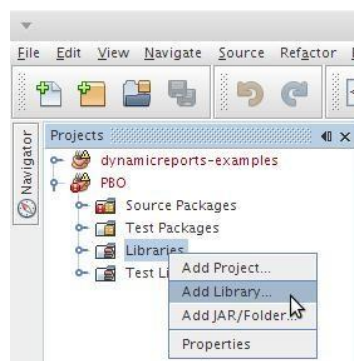 File Edit View Navigate Source Refactor
Navigator
Projects
dynamicreports-examples
PBO
Source Packages
Test Packages
Libraries
Test Li
Add Project...
Add Library...
Add JAR/Folder...
Properties